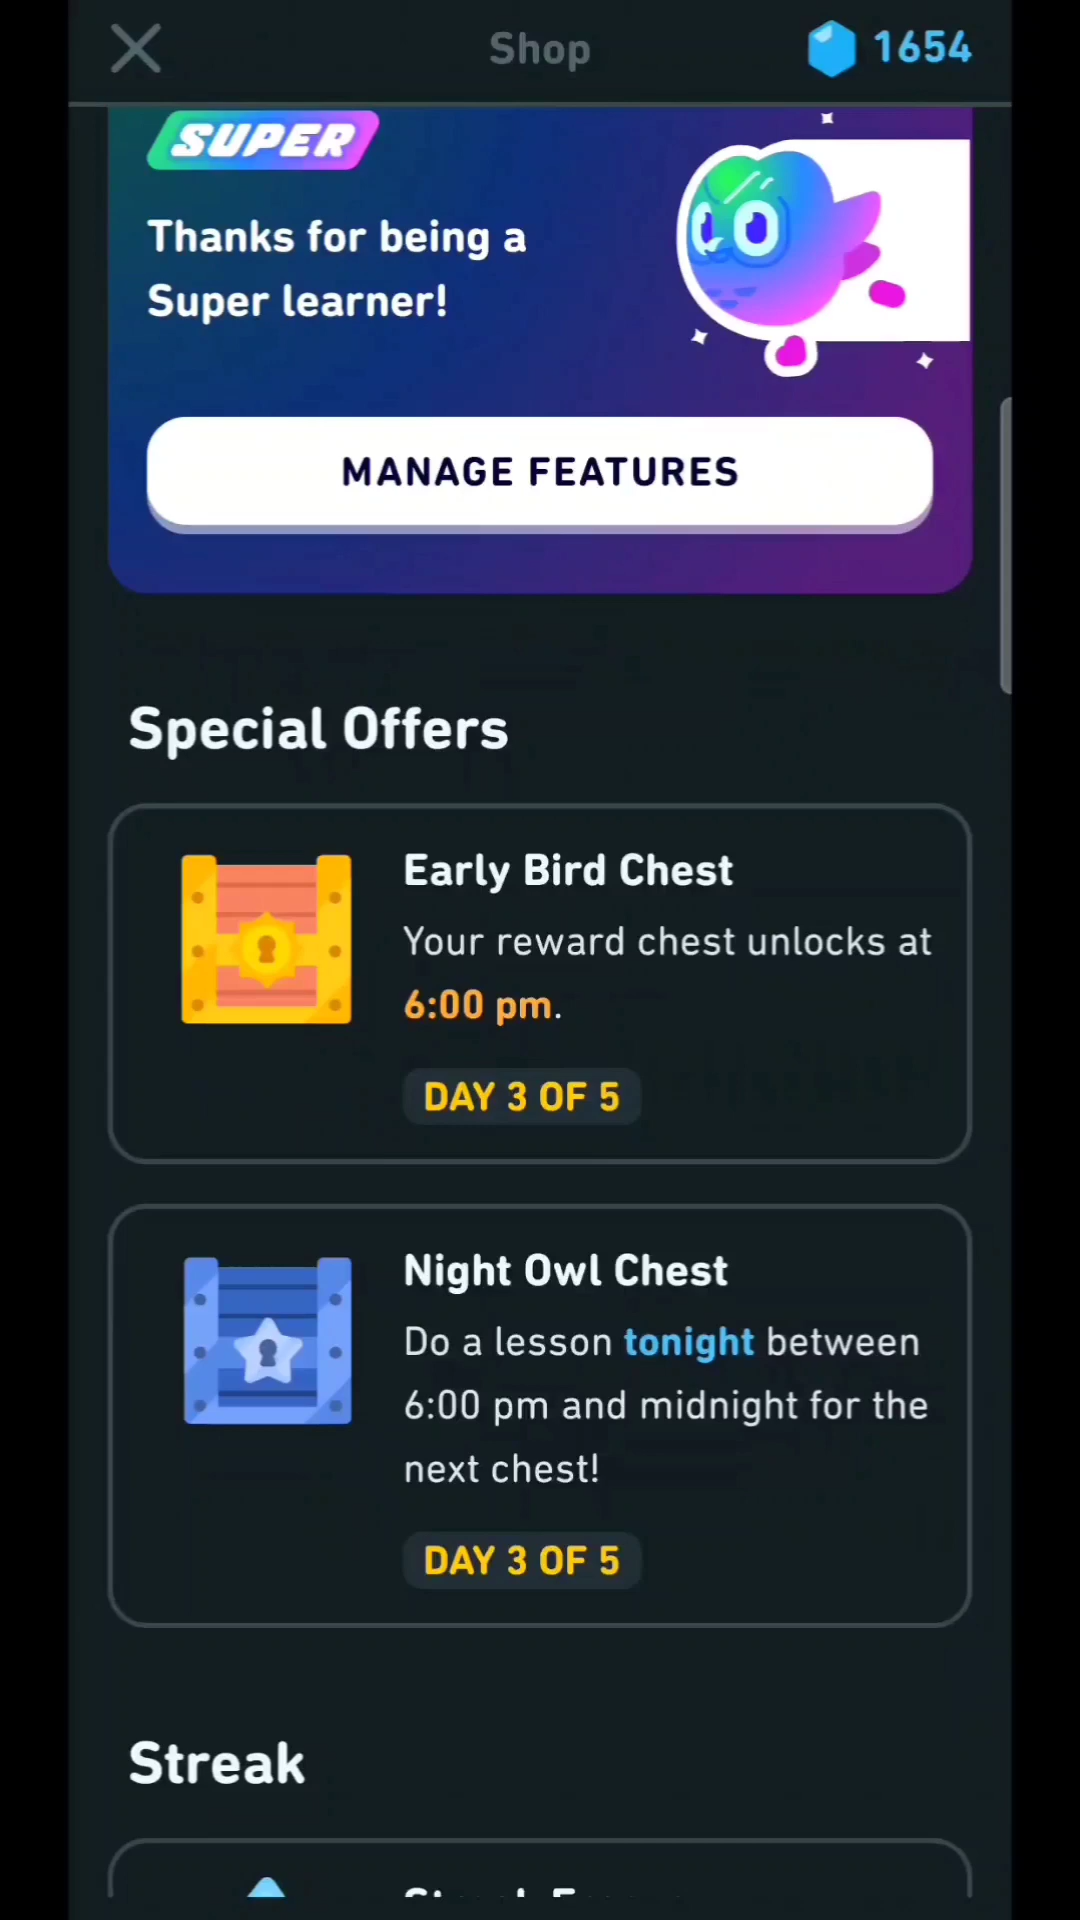 Shop
1654
SUPER
Thanks for being a
Super learner!
MANAGE FEATURES
Special Offers
Early Bird Chest
Your reward chest unlocks at
6:00 pm.
DAY 3 OF 5
Night Owl Chest
Do a lesson tonight between
6:00 pm and midnight for the
next chest!
DAY 3 OF 5
Streak